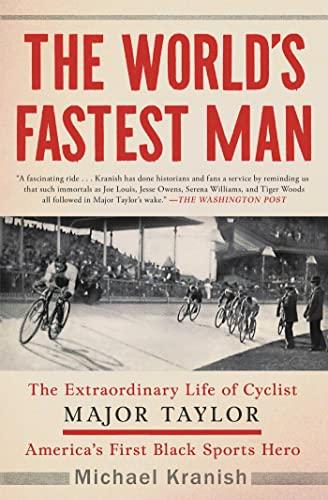 THE WORLD'S
FASTEST MAN
"A fascinating ride . . . Kranish has done historians and fans a service by reminding us
that such immortals as Joe Louis, Jesse Owens, Serena Williams, and Tiger Woods
all followed in Major Taylor's wake." —THE WASHINGTON POST
The Extraordinary Life of Cyclist
MAJOR TAYLOR
America's First Black Sports Hero
Michael Kranish